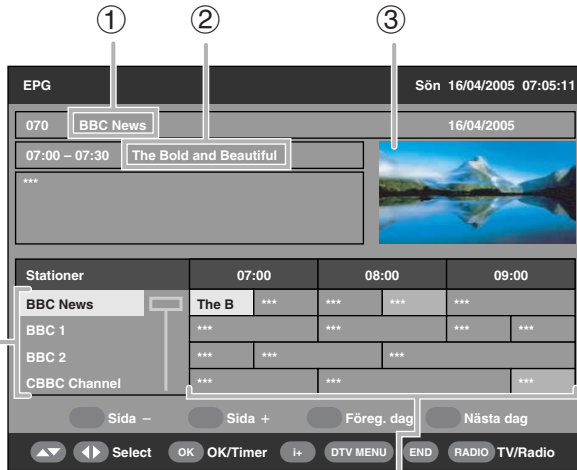 ① ② ③
EPG Sön 16/04/2005 07:05:11
070 BBC News 16/04/2005
07:00 – 07:30 The Bold and Beautiful
***
Stationer 07:00 08:00 09:00
BBC News The B *** *** *** ***
BBC 1 *** *** *** ***
BBC 2 *** *** ***
CBBC Channel *** *** ***
Sida – Sida + Föreg. dag Nästa dag
Select OK OK/Timer i+ DTV MENU END RADIO TV/Radio